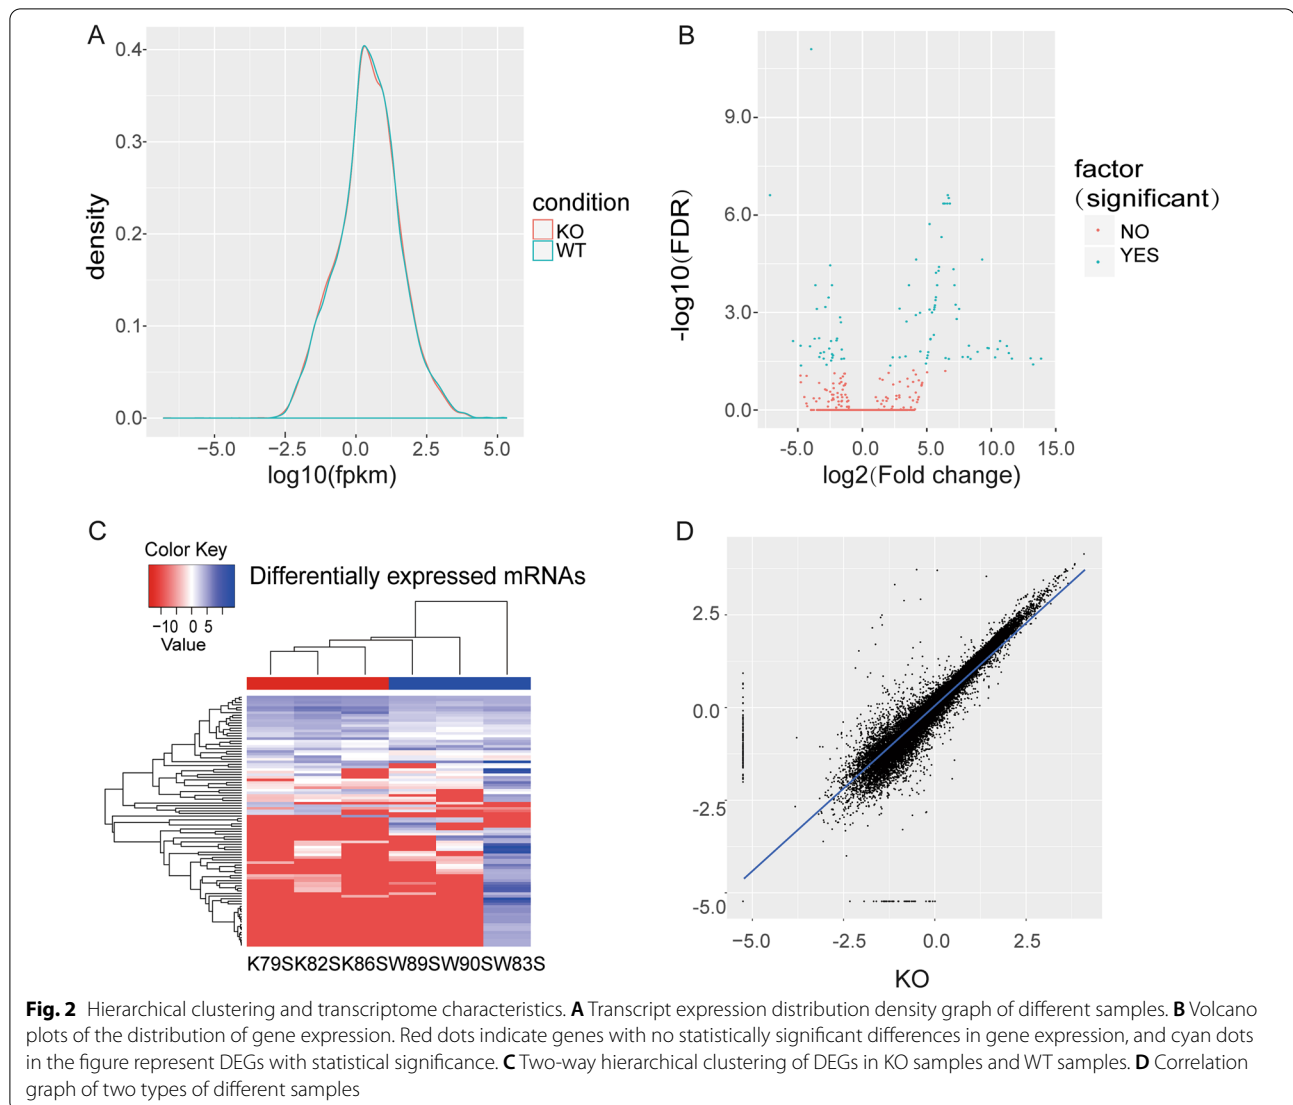 A
0.4
0.3
0.2
0.1
0.0
density
−5.0
−2.5
0.0
2.5
5.0
log10(fpkm)
condition
KO
WT
B
9.0
6.0
3.0
0.0
-log10(FDR)
-5.0
0.0
5.0
10.0
15.0
log2(Fold change)
factor
(significant)
NO
YES
C
Color Key
−10 0 5
Value
Differentially expressed mRNAs
K79SK82SK86SW89SW90SW83S
D
2.5
0.0
-2.5
-5.0
−5.0
-2.5
0.0
2.5
KO
Fig. 2 Hierarchical clustering and transcriptome characteristics. A Transcript expression distribution density graph of different samples. B Volcano
plots of the distribution of gene expression. Red dots indicate genes with no statistically significant differences in gene expression, and cyan dots
in the figure represent DEGs with statistical significance. C Two-way hierarchical clustering of DEGs in KO samples and WT samples. D Correlation
graph of two types of different samples